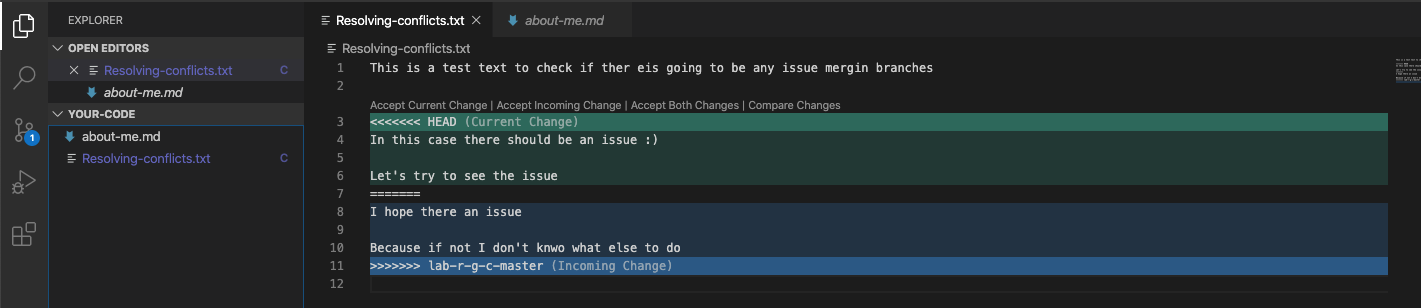 EXPLORER
OPEN EDITORS
Resolving-conflicts.txt C
about-me.md
YOUR-CODE
about-me.md
Resolving-conflicts.txt C
1
Resolving-conflicts.txt about-me.md
Resolving-conflicts.txt
1 This is a test text to check if ther eis going to be any issue mergin branches
2
Accept Current Change | Accept Incoming Change | Accept Both Changes | Compare Changes
3 <<<<<<< HEAD (Current Change)
4 In this case there should be an issue :)
5
6 Let's try to see the issue
7 =======
8 I hope there an issue
9
10 Because if not I don't knwo what else to do
11 >>>>>>> lab-r-g-c-master (Incoming Change)
12